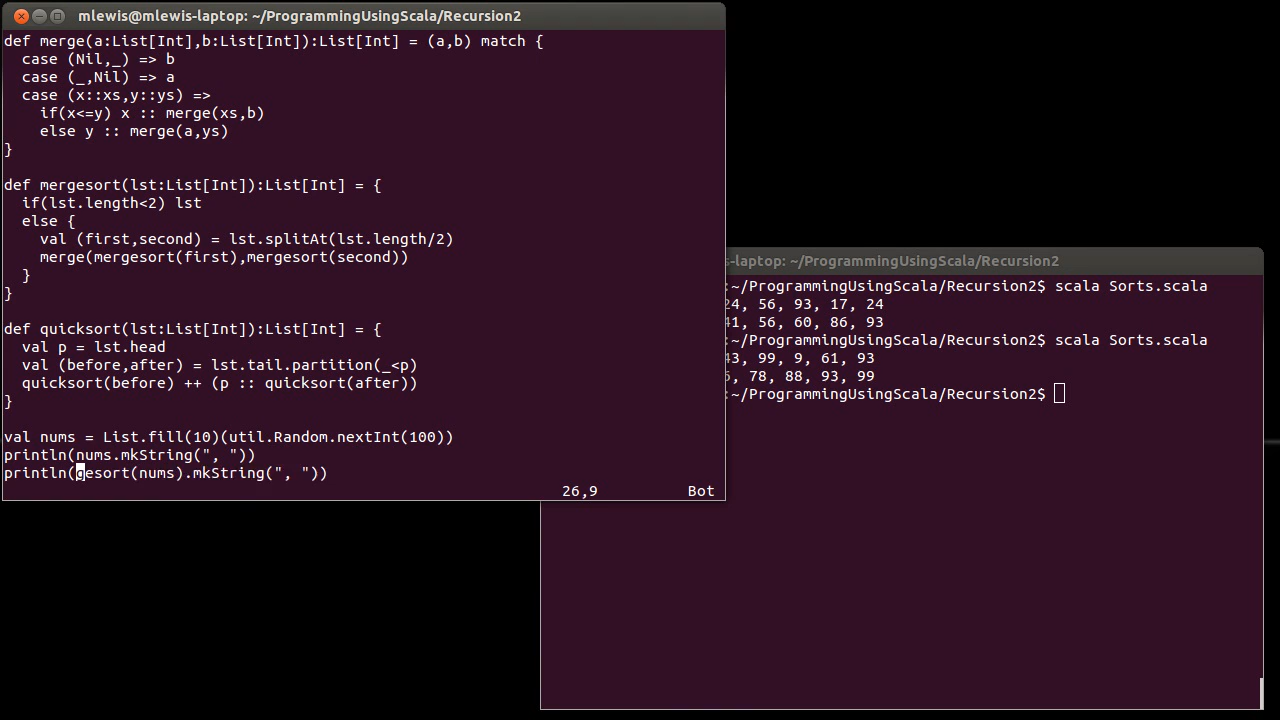 mlewis@mlewis-laptop: ~/ProgrammingUsingScala/Recursion2
def merge(a:List[Int],b:List[Int]):List[Int] = (a,b) match {
  case (Nil,_) => b
  case (_,Nil) => a
  case (x::xs,y::ys) =>
    if(x<=y) x :: merge(xs,b)
    else y :: merge(a,ys)
}
def mergesort(lst:List[Int]):List[Int] = {
  if(lst.length<2) lst
  else {
    val (first,second) = lst.splitAt(lst.length/2)
    merge(mergesort(first),mergesort(second))
  }
}
def quicksort(lst:List[Int]):List[Int] = {
  val p = lst.head
  val (before,after) = lst.tail.partition(_<p)
  quicksort(before) ++ (p :: quicksort(after))
}
val nums = List.fill(10)(util.Random.nextInt(100))
println(nums.mkString(", "))
println(gesort(nums).mkString(", "))
26,9 Bot
-laptop: ~/ProgrammingUsingScala/Recursion2
:~/ProgrammingUsingScala/Recursion2$ scala Sorts.scala
24, 56, 93, 17, 24
41, 56, 60, 86, 93
:~/ProgrammingUsingScala/Recursion2$ scala Sorts.scala
43, 99, 9, 61, 93
, 78, 88, 93, 99
:~/ProgrammingUsingScala/Recursion2$